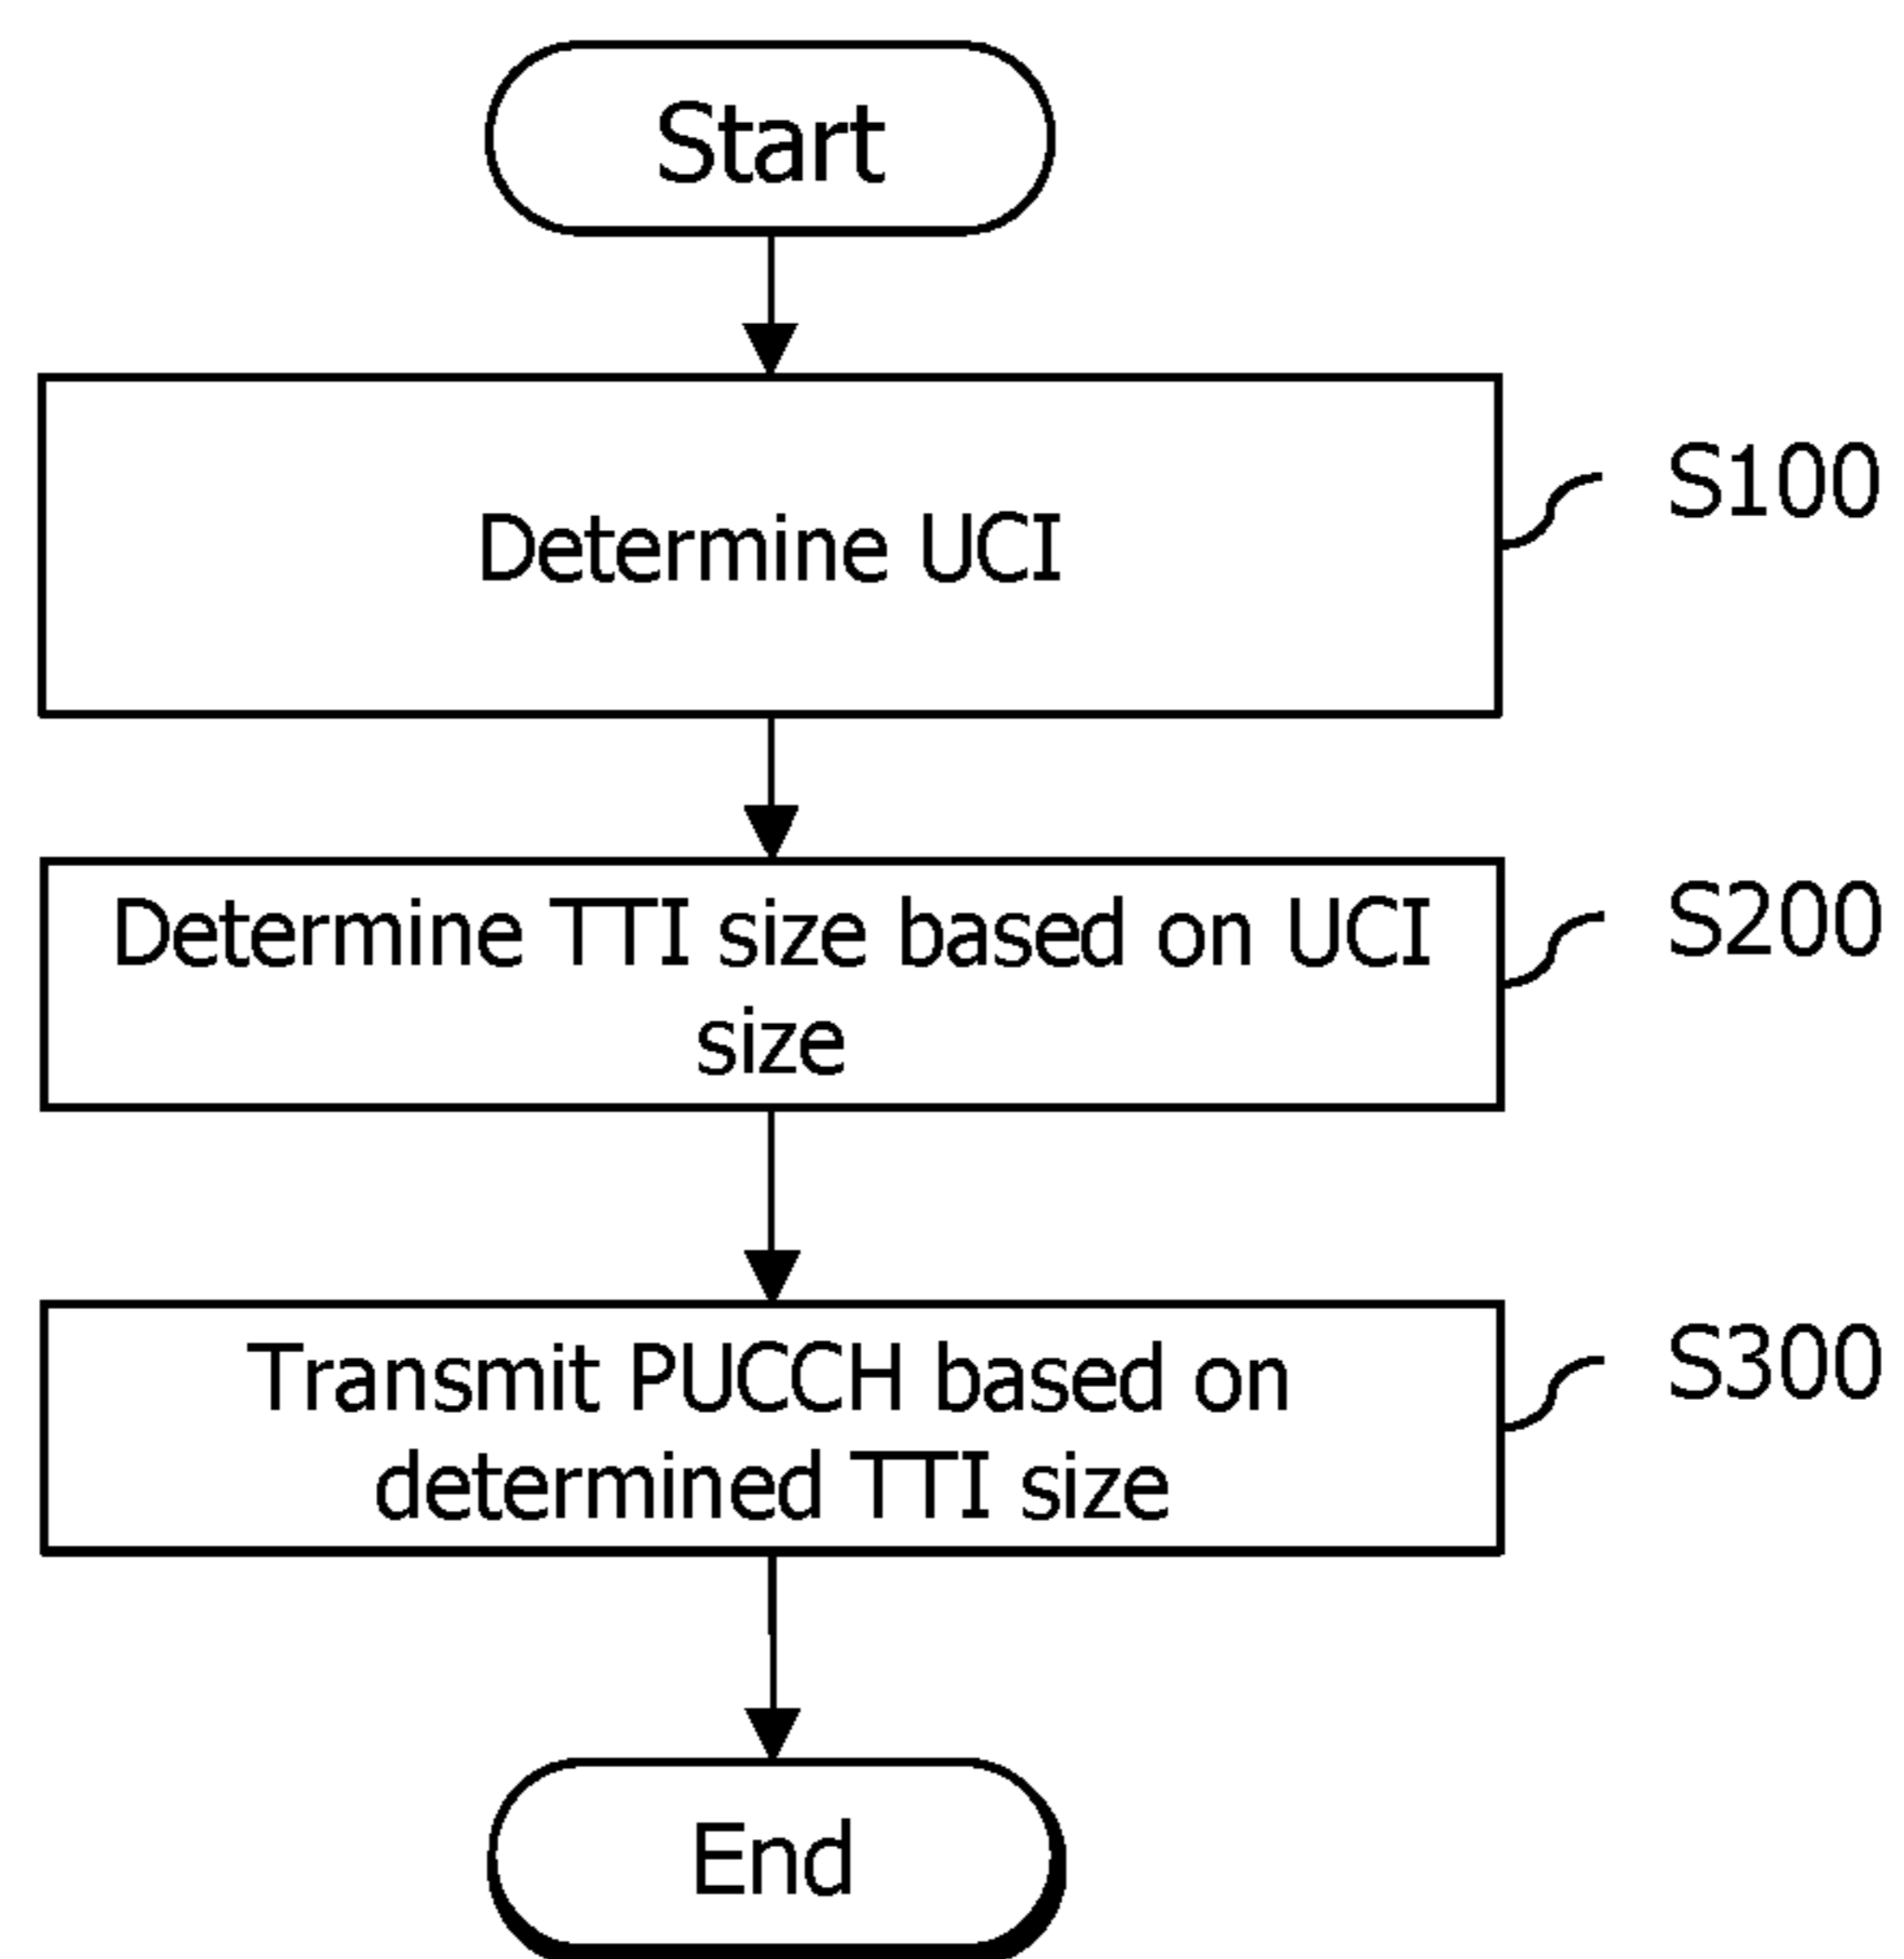 Start
Determine UCI
S100
Determine TTI size based on UCI
size
S200
Transmit PUCCH based on
determined TTI size
S300
End